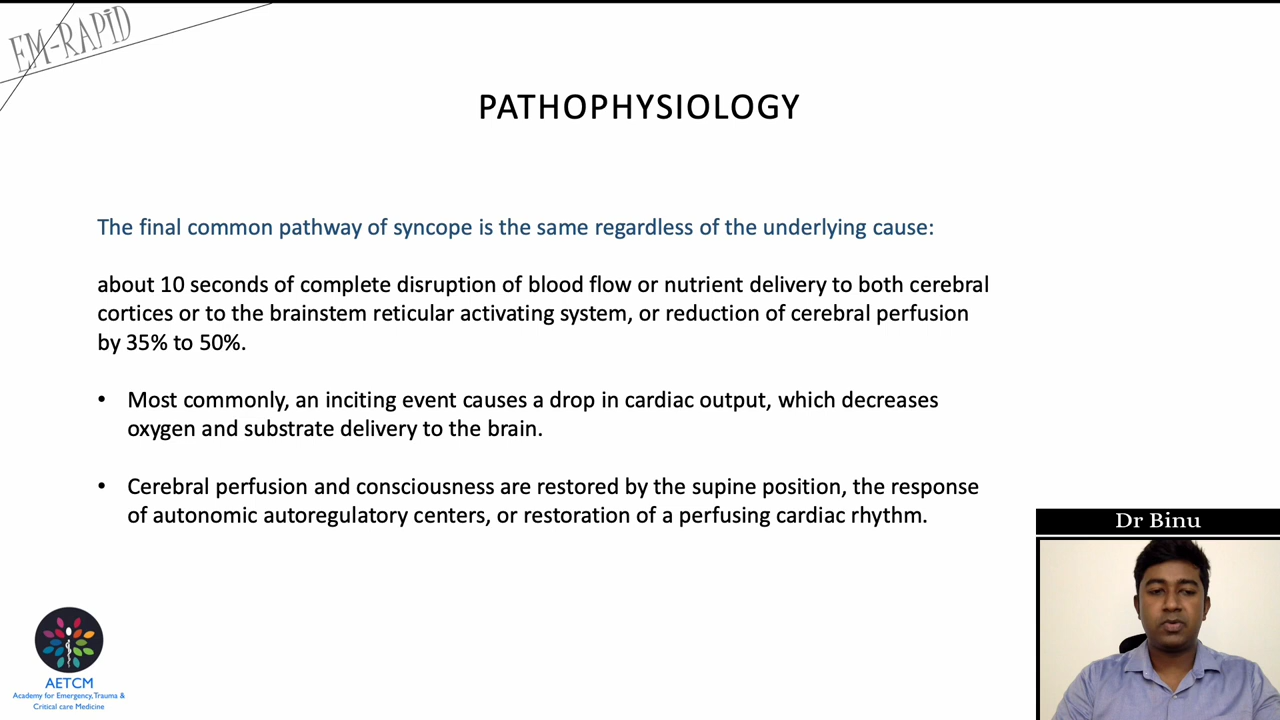 EM-RAPiD
PATHOPHYSIOLOGY
The final common pathway of syncope is the same regardless of the underlying cause:
about 10 seconds of complete disruption of blood flow or nutrient delivery to both cerebral
cortices or to the brainstem reticular activating system, or reduction of cerebral perfusion
by 35% to 50%.
• Most commonly, an inciting event causes a drop in cardiac output, which decreases
oxygen and substrate delivery to the brain.
• Cerebral perfusion and consciousness are restored by the supine position, the response
of autonomic autoregulatory centers, or restoration of a perfusing cardiac rhythm.
Dr Binu
AETCM
Academy for Emergency, Trauma &
Critical care Medicine